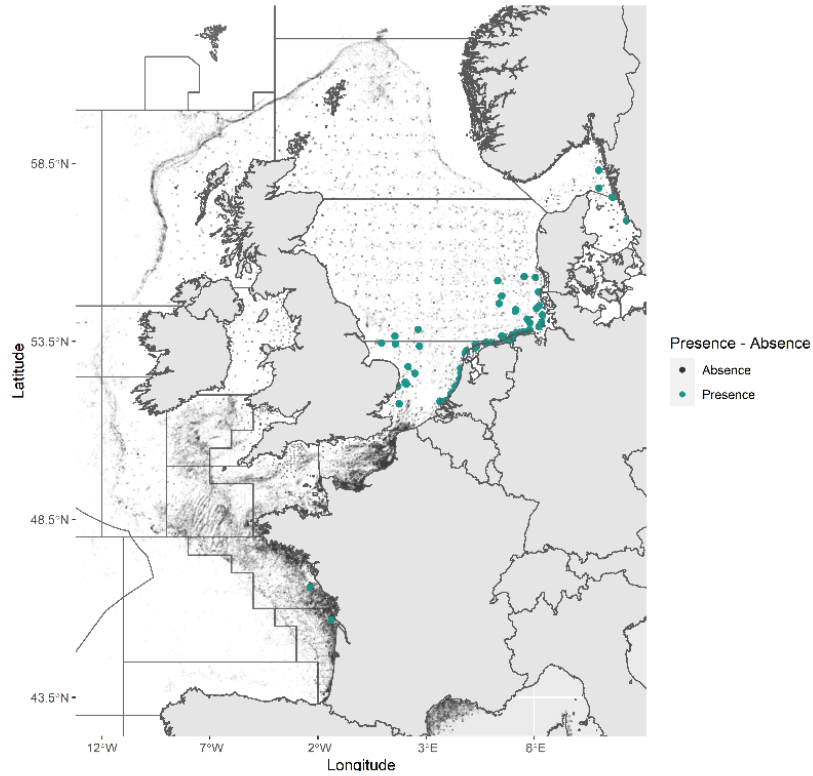 58.5°N
53.5°N
48.5°N
43.5°N
Latitude
12°W
7°W
2°W
3°E
8°E
Longitude
Presence - Absence
Absence
Presence